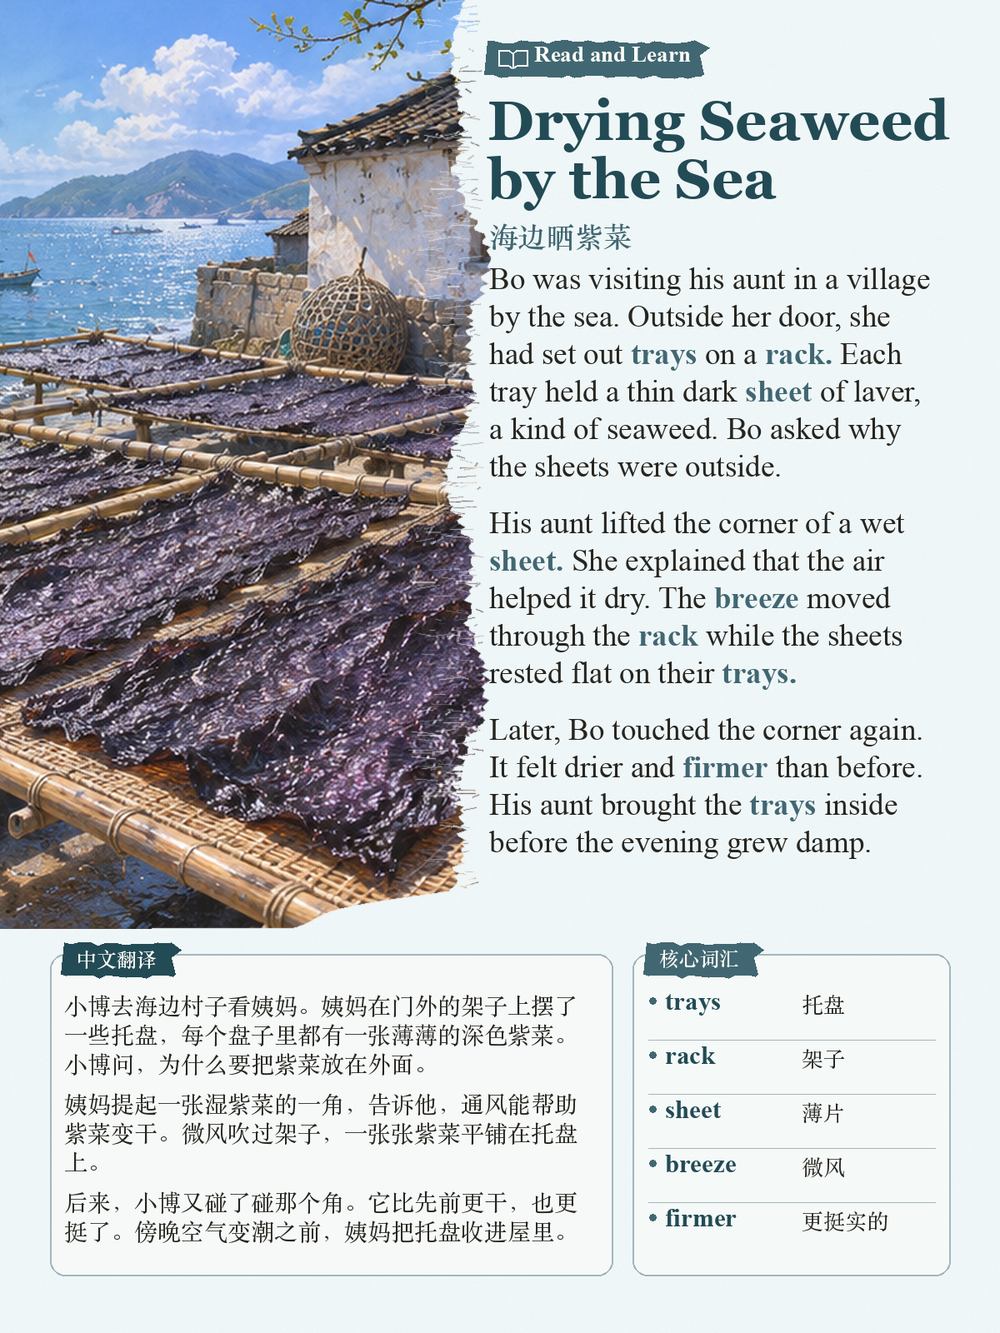 Read and Learn
Drying Seaweed
by the Sea
海边晒紫菜
Bo was visiting his aunt in a village
by the sea. Outside her door, she
had set out trays on a rack. Each
tray held a thin dark sheet of laver,
a kind of seaweed. Bo asked why
the sheets were outside.
His aunt lifted the corner of a wet
sheet. She explained that the air
helped it dry. The breeze moved
through the rack while the sheets
rested flat on their trays.
Later, Bo touched the corner again.
It felt drier and firmer than before.
His aunt brought the trays inside
before the evening grew damp.
中文翻译
小博去海边村子看姨妈。姨妈在门外的架子上摆了
一些托盘，每个盘子里都有一张薄薄的深色紫菜。
小博问，为什么要把紫菜放在外面。
姨妈提起一张湿紫菜的一角，告诉他，通风能帮助
紫菜变干。微风吹过架子，一张张紫菜平铺在托盘
上。
后来，小博又碰了碰那个角。它比先前更干，也更
挺了。傍晚空气变潮之前，姨妈把托盘收进屋里。
核心词汇
• trays 托盘
• rack 架子
• sheet 薄片
• breeze 微风
• firmer 更挺实的